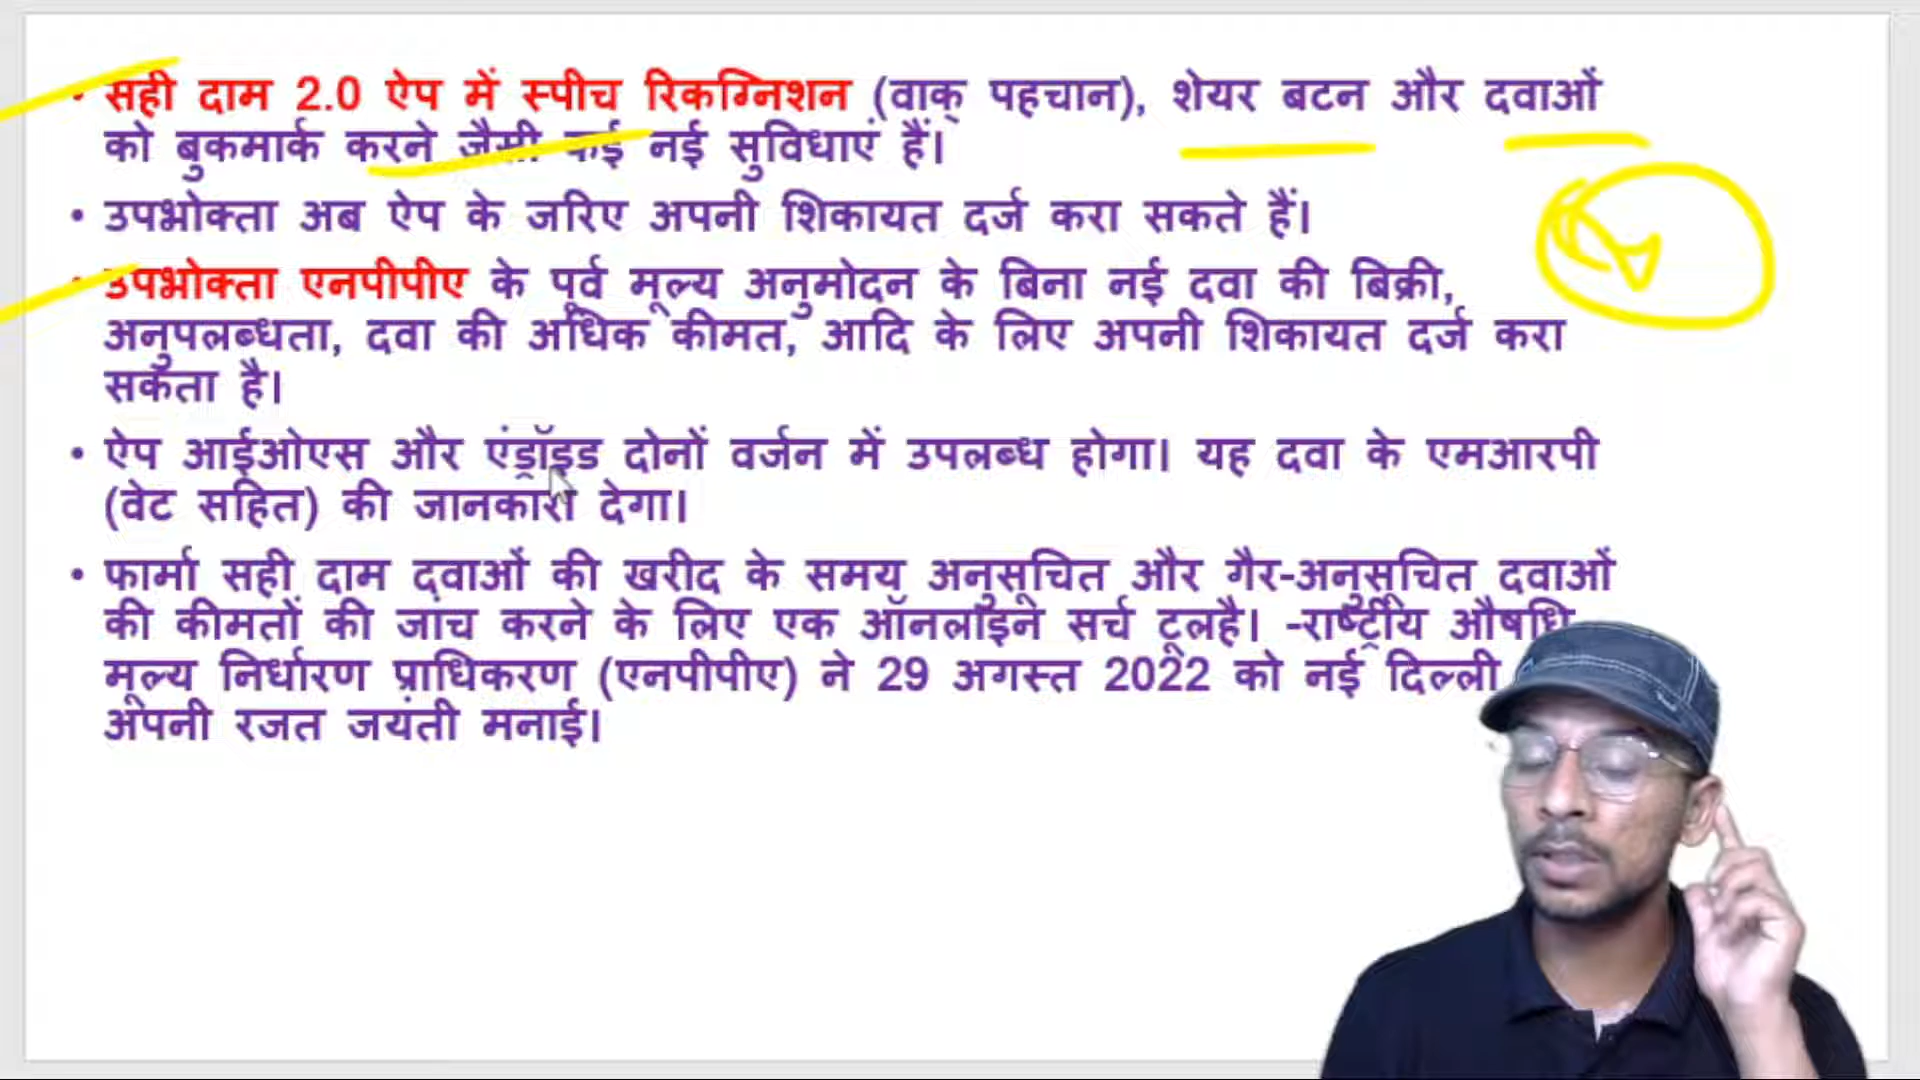 • सही दाम 2.0 ऐप में स्पीच रिकग्निशन (वाक् पहचान), शेयर बटन और दवाओं
को बुकमार्क करने जैसी कई नई सुविधाएं हैं।
• उपभोक्ता अब ऐप के जरिए अपनी शिकायत दर्ज करा सकते हैं।
• उपभोक्ता एनपीपीए के पूर्व मूल्य अनुमोदन के बिना नई दवा की बिक्री,
अनुपलब्धता, दवा की अधिक कीमत, आदि के लिए अपनी शिकायत दर्ज करा
सकता है।
• ऐप आईओएस और एंड्रॉइड दोनों वर्जन में उपलब्ध होगा। यह दवा के एमआरपी
(वेट सहित) की जानकारी देगा।
• फार्मा सही दाम दवाओं की खरीद के समय अनुसूचित और गैर-अनुसूचित दवाओं
की कीमतों की जांच करने के लिए एक ऑनलाइन सर्च टूलहै। -राष्ट्रीय औषधि
मूल्य निर्धारण प्राधिकरण (एनपीपीए) ने 29 अगस्त 2022 को नई दिल्ली
अपनी रजत जयंती मनाई।